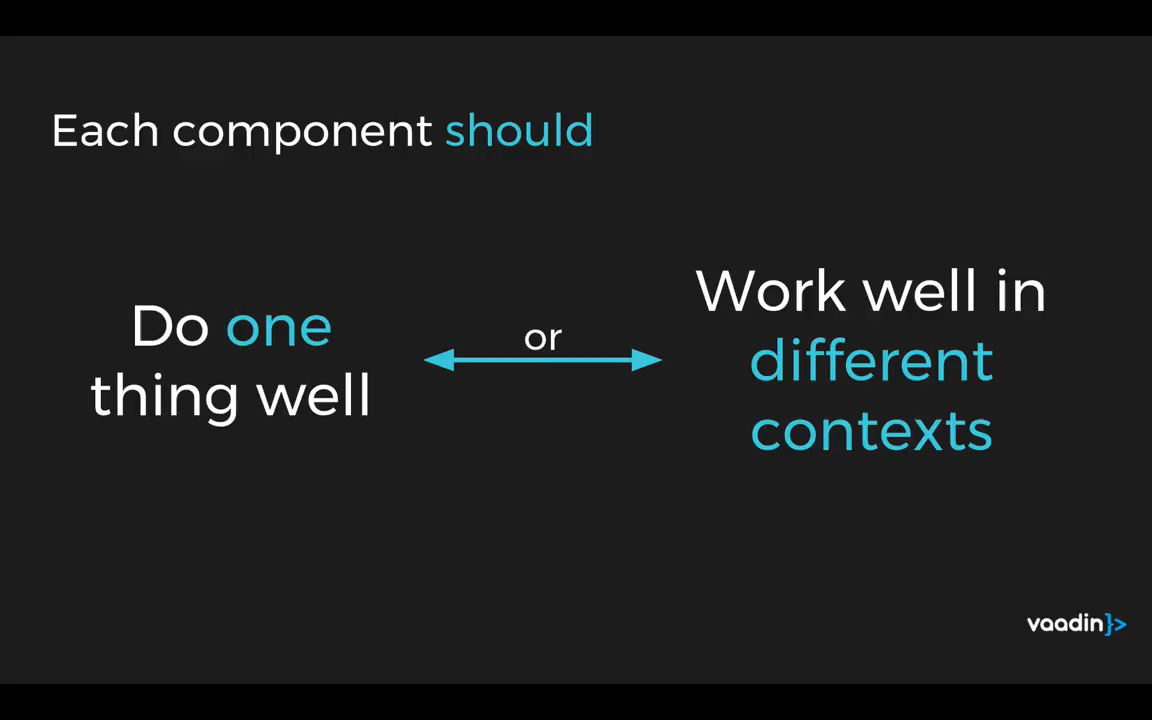 Each component should
Do one
thing well
or
Work well in
different
contexts
vaadin}>